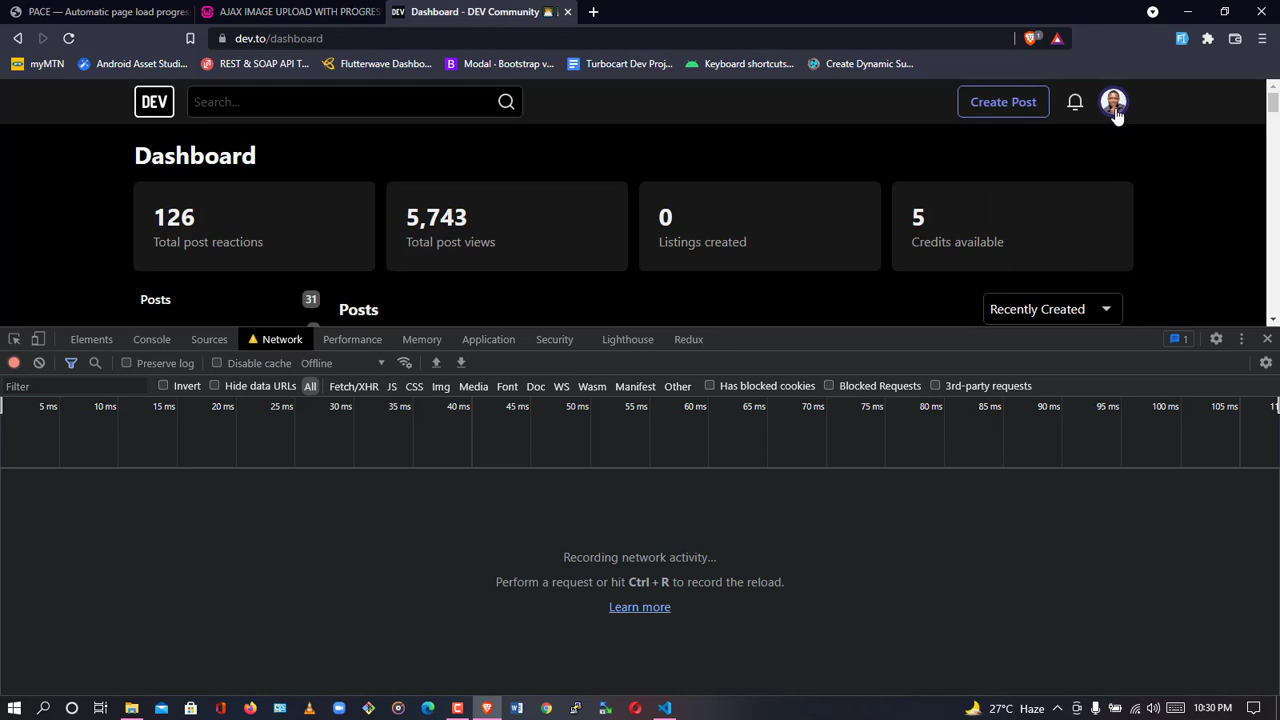 PACE — Automatic page load progres
AJAX IMAGE UPLOAD WITH PROGRES
DEV Dashboard - DEV Community
dev.to/dashboard
1
myMTN
Android Asset Studi...
REST & SOAP API T...
Flutterwave Dashbo...
B Modal · Bootstrap v...
Turbocart Dev Proj...
Keyboard shortcuts...
Create Dynamic Su...
DEV
Search...
Create Post
Dashboard
126
Total post reactions
5,743
Total post views
0
Listings created
5
Credits available
Posts 31
Posts
Recently Created
Elements Console Sources Network Performance Memory Application Security Lighthouse Redux 1
Preserve log Disable cache Offline
Filter Invert Hide data URLs All Fetch/XHR JS CSS Img Media Font Doc WS Wasm Manifest Other Has blocked cookies Blocked Requests 3rd-party requests
5 ms 10 ms 15 ms 20 ms 25 ms 30 ms 35 ms 40 ms 45 ms 50 ms 55 ms 60 ms 65 ms 70 ms 75 ms 80 ms 85 ms 90 ms 95 ms 100 ms 105 ms 11
Recording network activity...
Perform a request or hit Ctrl + R to record the reload.
Learn more
27°C Haze 10:30 PM